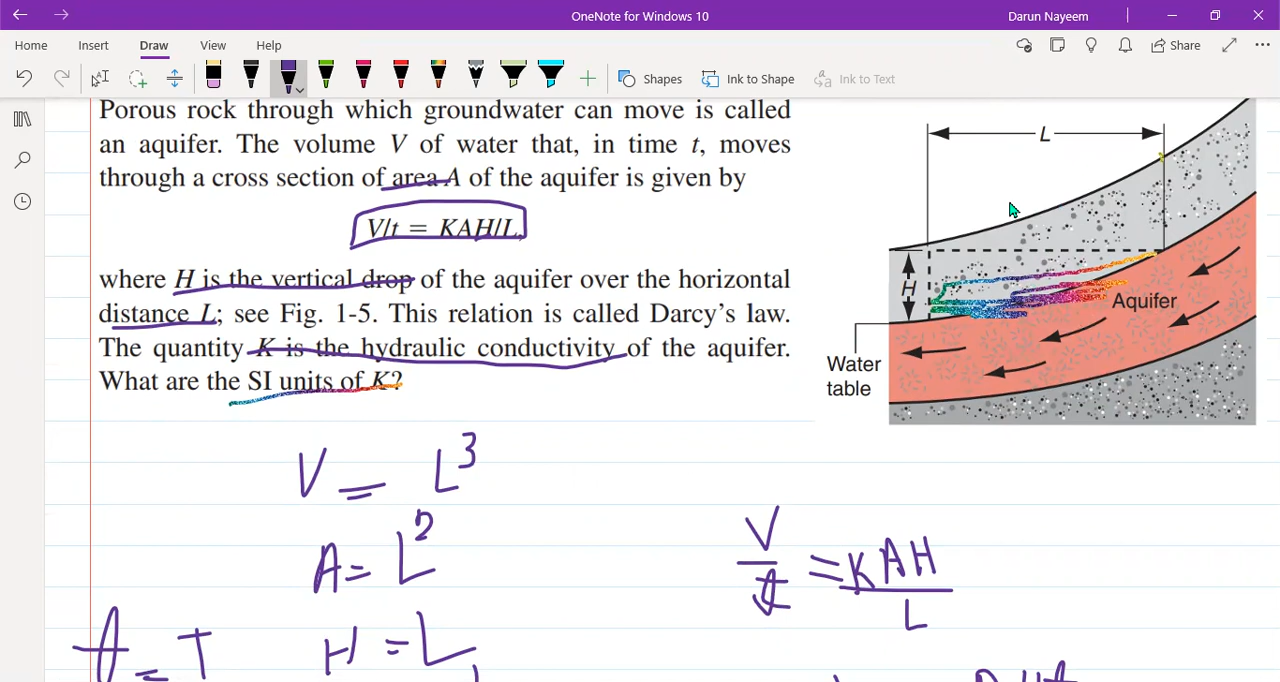 OneNote for Windows 10
Darun Nayeem
Home Insert Draw View Help
Share
Shapes
Ink to Shape
Ink to Text
Porous rock through which groundwater can move is called
an aquifer. The volume V of water that, in time t, moves
through a cross section of area A of the aquifer is given by
V/t = KAH/L,
where H is the vertical drop of the aquifer over the horizontal
distance L; see Fig. 1-5. This relation is called Darcy's law.
The quantity K is the hydraulic conductivity of the aquifer.
What are the SI units of K?
L
H
Aquifer
Water
table
V = L³
A = L²
H = L
t = T
V/t = KAH/L